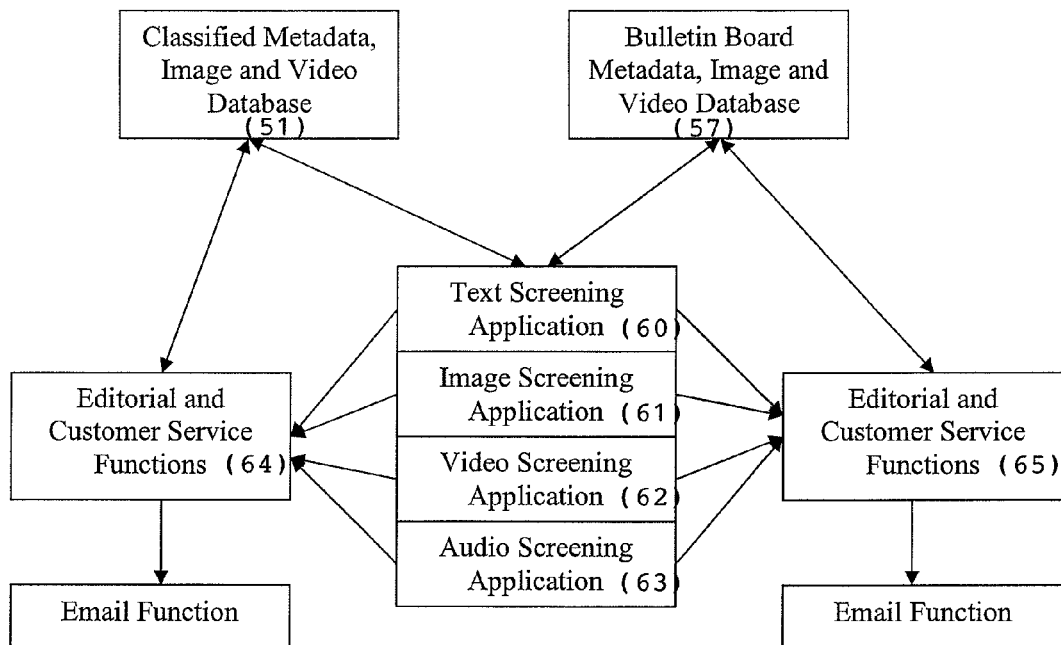 Classified Metadata,
Image and Video
Database
(51)
Bulletin Board
Metadata, Image and
Video Database
(57)
Text Screening
Application (60)
Image Screening
Application (61)
Video Screening
Application (62)
Audio Screening
Application (63)
Editorial and
Customer Service
Functions (64)
Editorial and
Customer Service
Functions (65)
Email Function
Email Function